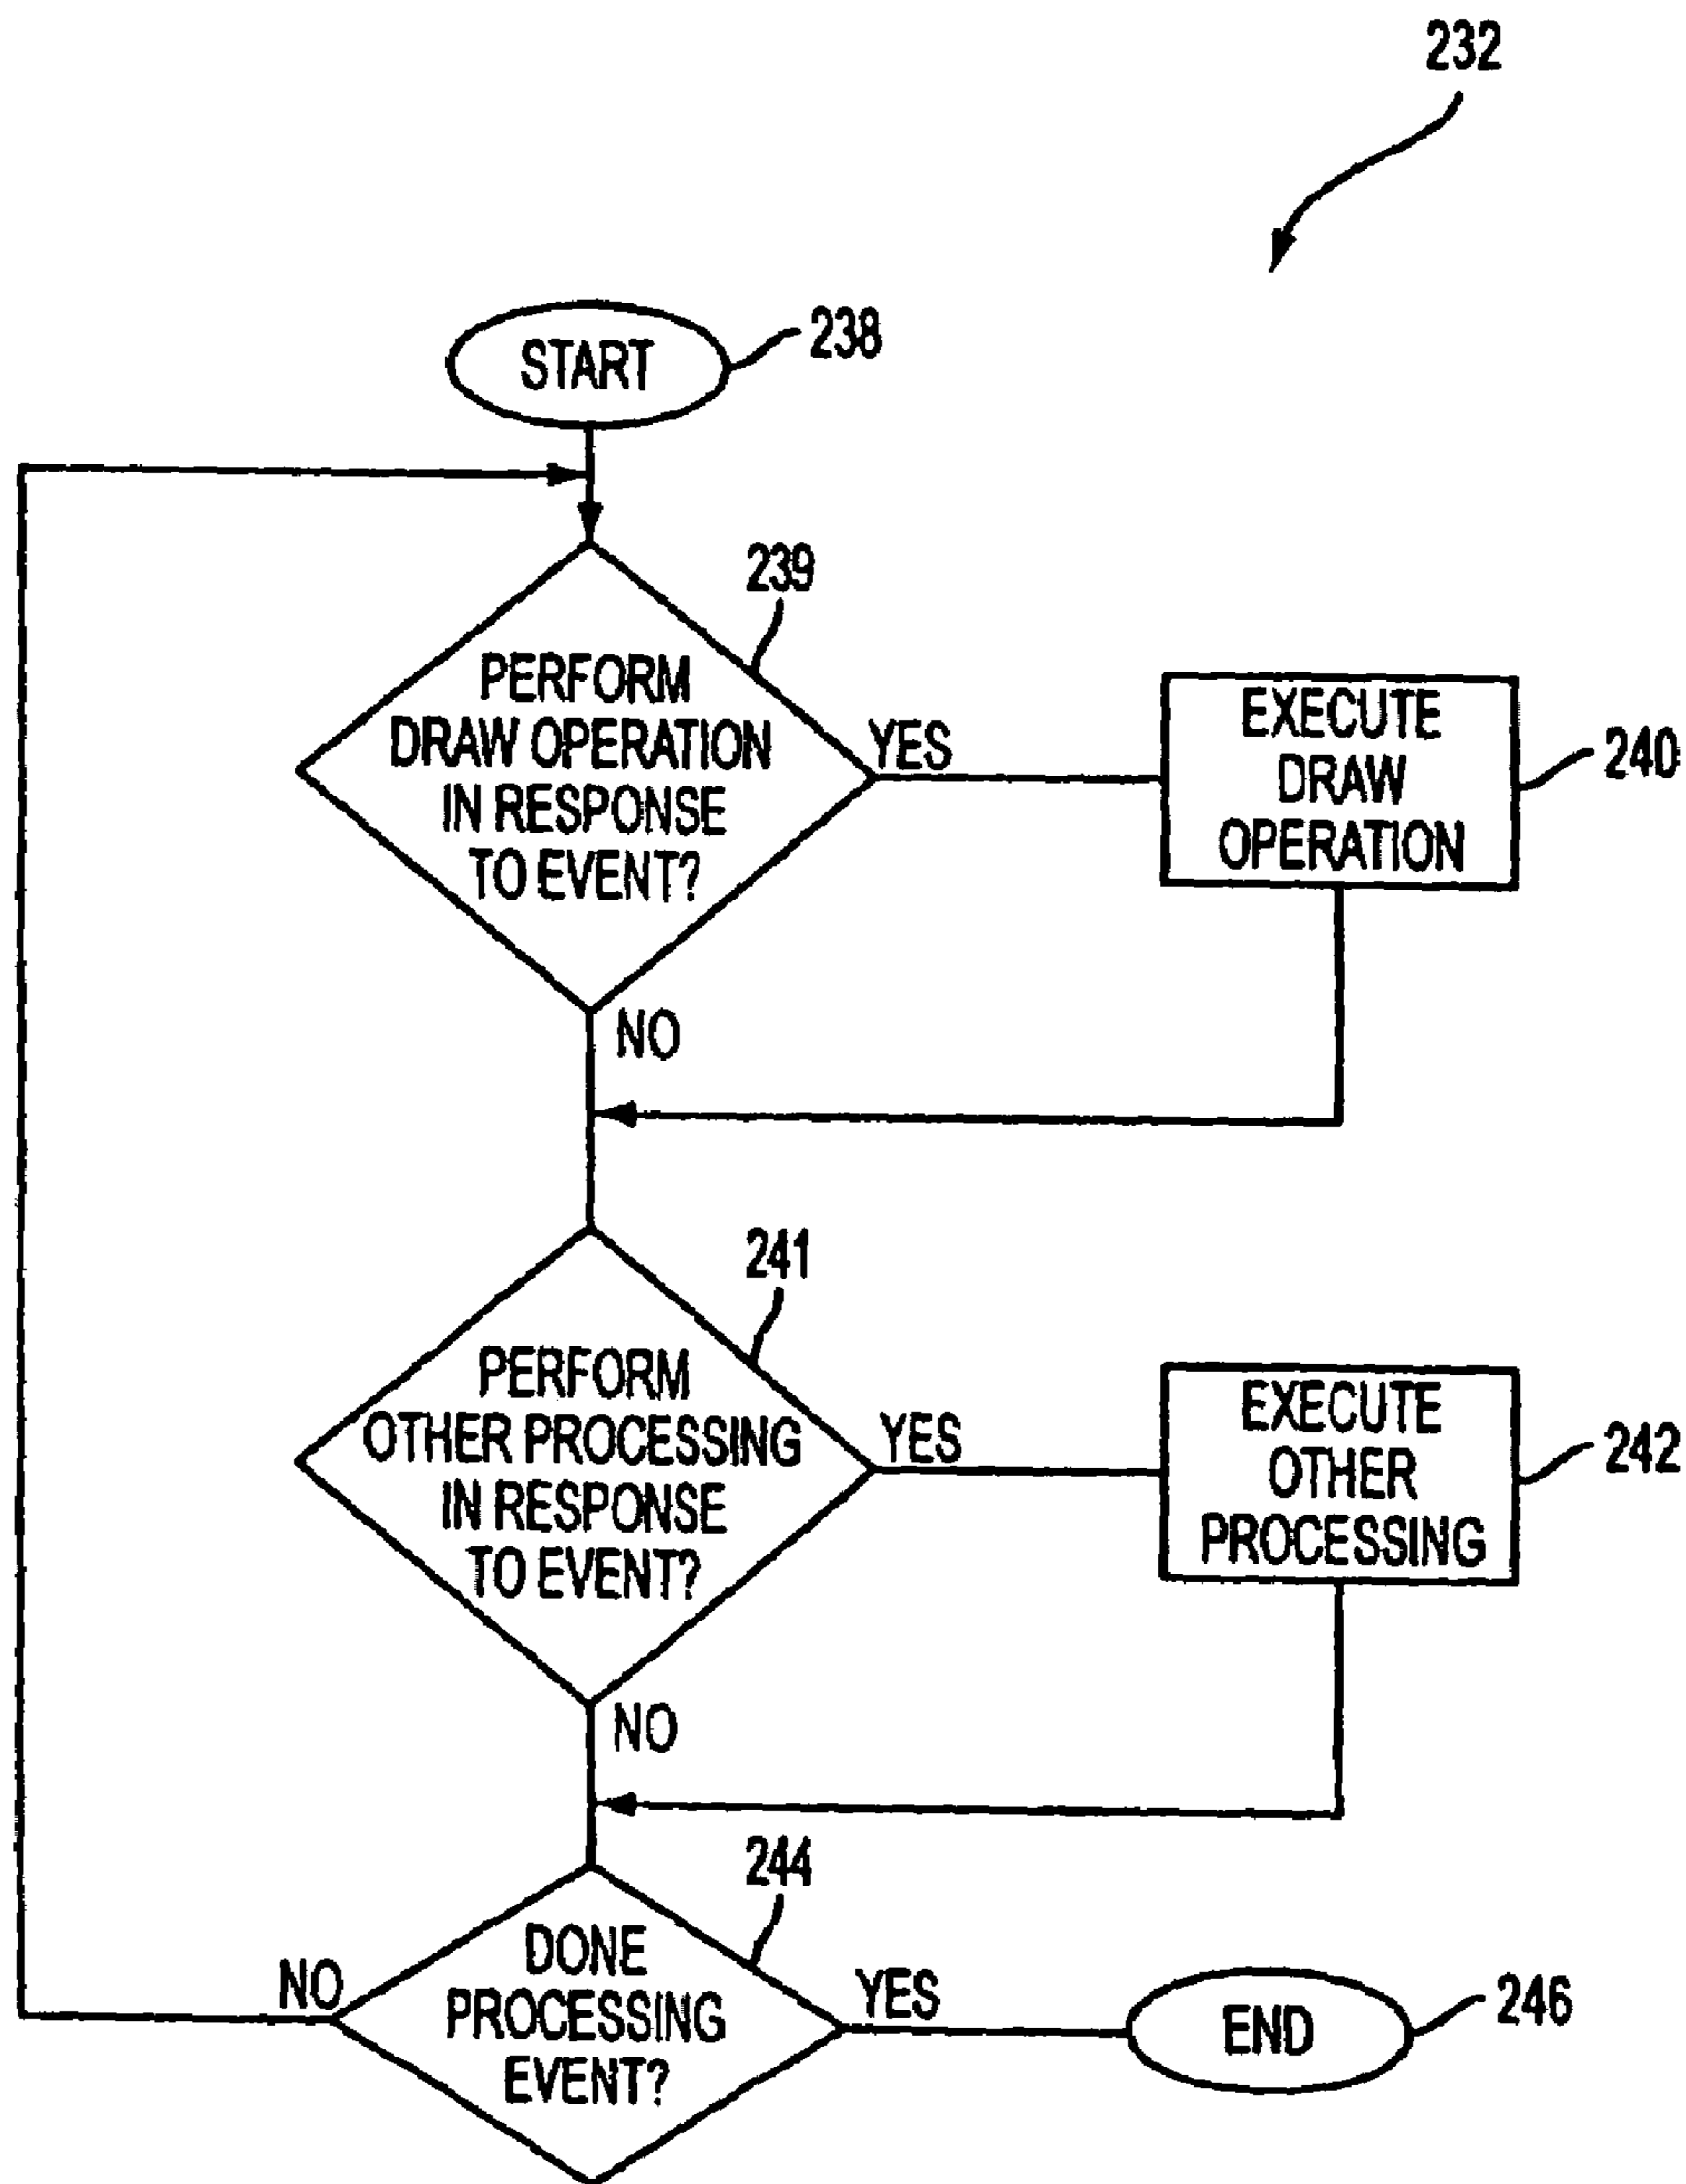 232
START
238
239
PERFORM
DRAW OPERATION
IN RESPONSE
TO EVENT?
YES
EXECUTE
DRAW
OPERATION
240
NO
241
PERFORM
OTHER PROCESSING
IN RESPONSE
TO EVENT?
YES
EXECUTE
OTHER
PROCESSING
242
NO
244
DONE
PROCESSING
EVENT?
NO
YES
END
246